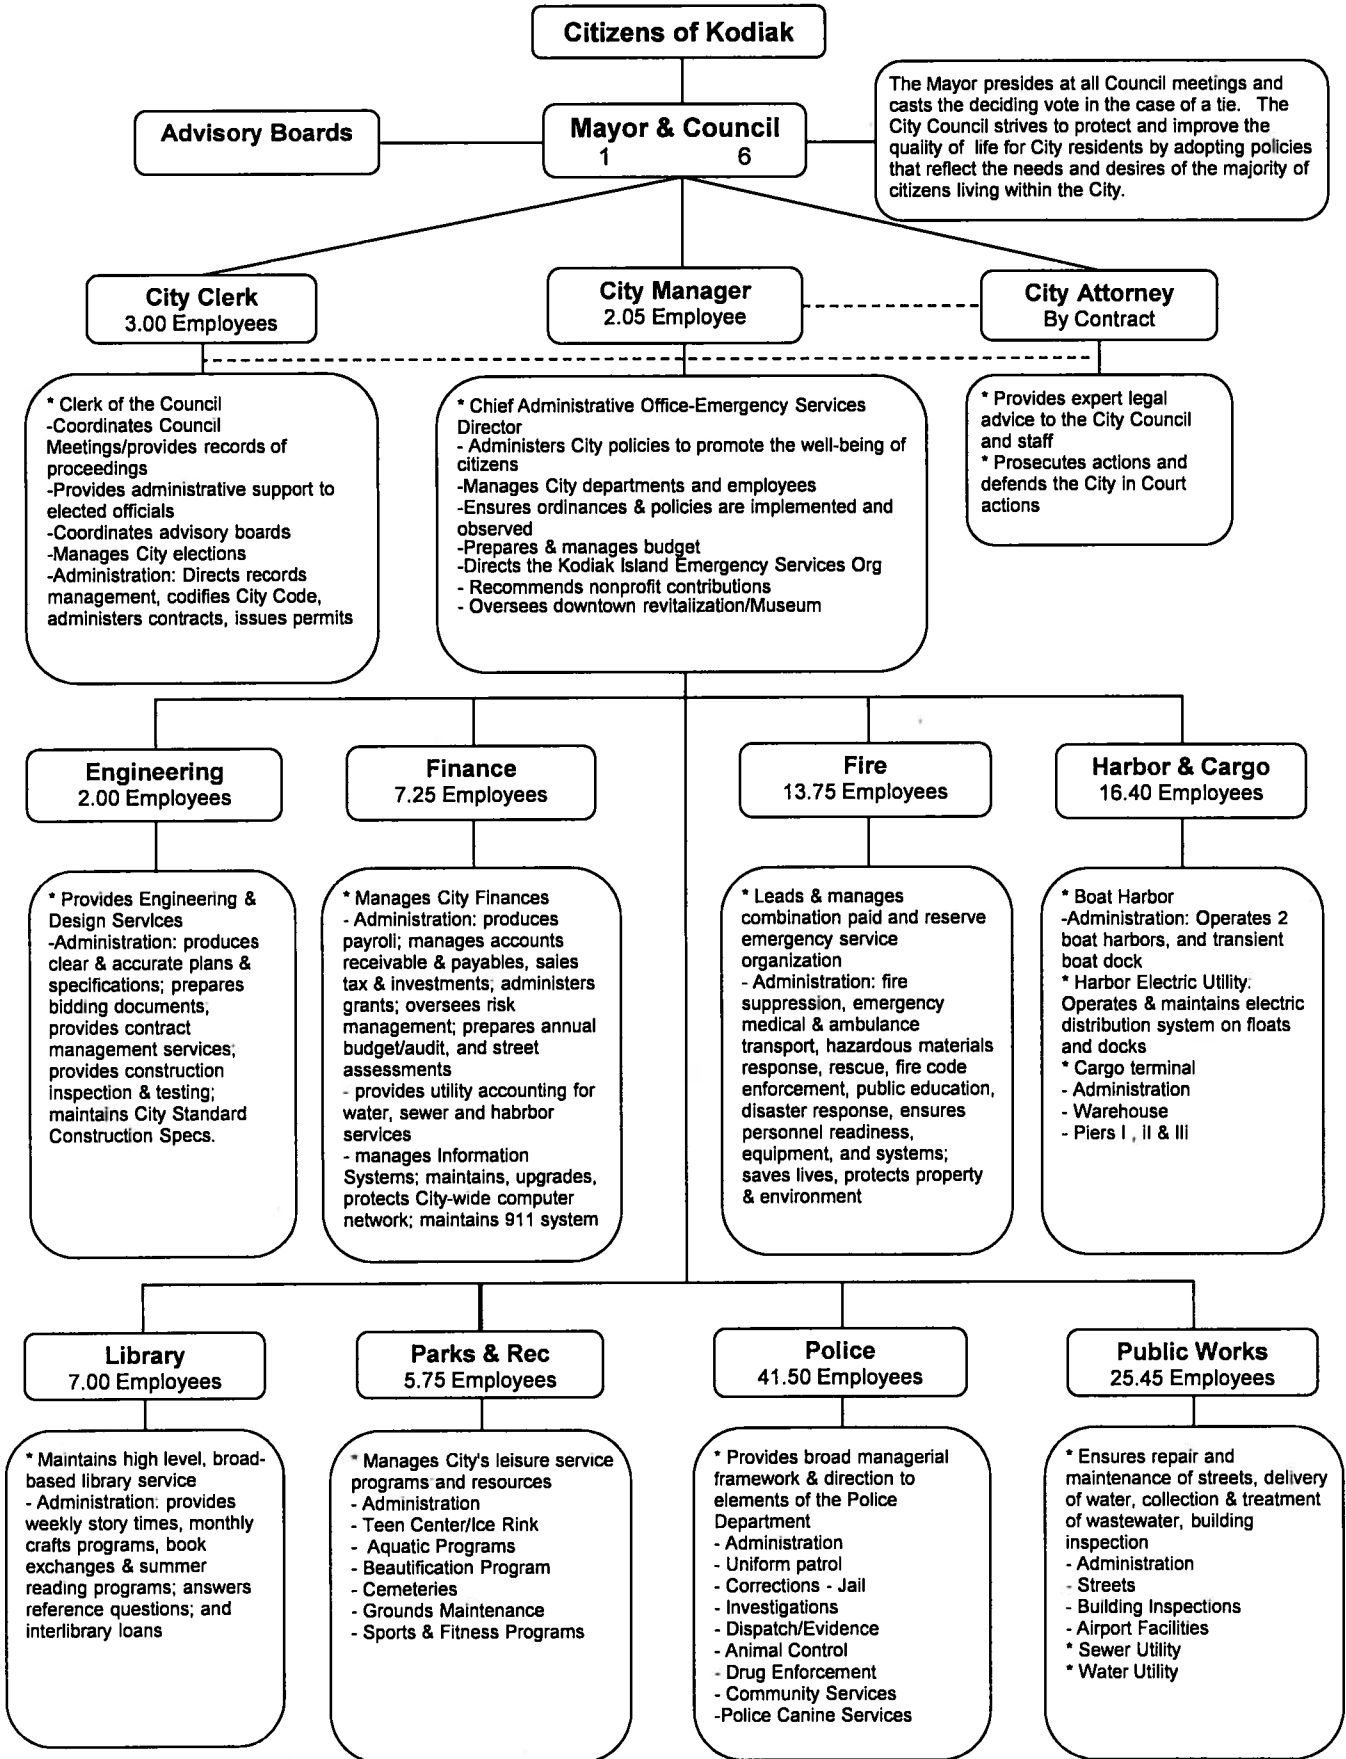 Citizens of Kodiak
Advisory Boards
Mayor & Council
1 6
The Mayor presides at all Council meetings and
casts the deciding vote in the case of a tie. The
City Council strives to protect and improve the
quality of life for City residents by adopting policies
that reflect the needs and desires of the majority of
citizens living within the City.
City Clerk
3.00 Employees
City Manager
2.05 Employee
City Attorney
By Contract
* Clerk of the Council
-Coordinates Council
Meetings/provides records of
proceedings
-Provides administrative support to
elected officials
-Coordinates advisory boards
-Manages City elections
-Administration: Directs records
management, codifies City Code,
administers contracts, issues permits
* Chief Administrative Office-Emergency Services
Director
- Administers City policies to promote the well-being of
citizens
-Manages City departments and employees
-Ensures ordinances & policies are implemented and
observed
-Prepares & manages budget
-Directs the Kodiak Island Emergency Services Org
- Recommends nonprofit contributions
- Oversees downtown revitalization/Museum
* Provides expert legal
advice to the City Council
and staff
* Prosecutes actions and
defends the City in Court
actions
Engineering
2.00 Employees
Finance
7.25 Employees
Fire
13.75 Employees
Harbor & Cargo
16.40 Employees
* Provides Engineering &
Design Services
-Administration: produces
clear & accurate plans &
specifications; prepares
bidding documents,
provides contract
management services;
provides construction
inspection & testing;
maintains City Standard
Construction Specs.
* Manages City Finances
- Administration: produces
payroll; manages accounts
receivable & payables, sales
tax & investments; administers
grants; oversees risk
management; prepares annual
budget/audit, and street
assessments
- provides utility accounting for
water, sewer and habrbor
services
- manages Information
Systems; maintains, upgrades,
protects City-wide computer
network; maintains 911 system
* Leads & manages
combination paid and reserve
emergency service
organization
- Administration: fire
suppression, emergency
medical & ambulance
transport, hazardous materials
response, rescue, fire code
enforcement, public education,
disaster response, ensures
personnel readiness,
equipment, and systems;
saves lives, protects property
& environment
* Boat Harbor
-Administration: Operates 2
boat harbors, and transient
boat dock
* Harbor Electric Utility:
Operates & maintains electric
distribution system on floats
and docks
* Cargo terminal
- Administration
- Warehouse
- Piers I , iI & IIi
Library
7.00 Employees
Parks & Rec
5.75 Employees
Police
41.50 Employees
Public Works
25.45 Employees
* Maintains high level, broad-
based library service
- Administration: provides
weekly story times, monthly
crafts programs, book
exchanges & summer
reading programs; answers
reference questions; and
interlibrary loans
* Manages City's leisure service
programs and resources
- Administration
- Teen Center/Ice Rink
- Aquatic Programs
- Beautification Program
- Cemeteries
- Grounds Maintenance
- Sports & Fitness Programs
* Provides broad managerial
framework & direction to
elements of the Police
Department
- Administration
- Uniform patrol
- Corrections - Jail
- Investigations
- Dispatch/Evidence
- Animal Control
- Drug Enforcement
- Community Services
-Police Canine Services
* Ensures repair and
maintenance of streets, delivery
of water, collection & treatment
of wastewater, building
inspection
- Administration
- Streets
- Building Inspections
- Airport Facilities
* Sewer Utility
* Water Utility